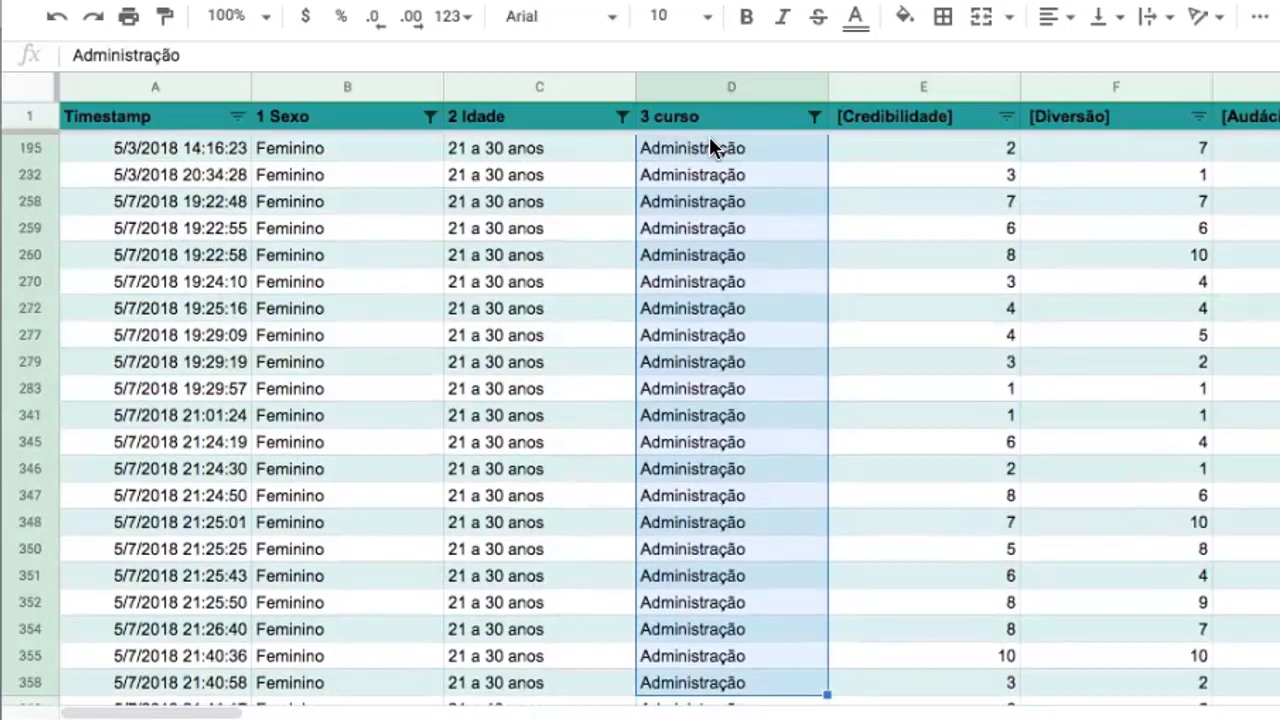 100% $ % .0 .00 123 Arial 10 B I S A ...
fx Administração
A B C D E F
1 Timestamp 1 Sexo 2 Idade 3 curso [Credibilidade] [Diversão] [Audác
195 5/3/2018 14:16:23 Feminino 21 a 30 anos Administração 2 7
232 5/3/2018 20:34:28 Feminino 21 a 30 anos Administração 3 1
258 5/7/2018 19:22:48 Feminino 21 a 30 anos Administração 7 7
259 5/7/2018 19:22:55 Feminino 21 a 30 anos Administração 6 6
260 5/7/2018 19:22:58 Feminino 21 a 30 anos Administração 8 10
270 5/7/2018 19:24:10 Feminino 21 a 30 anos Administração 3 4
272 5/7/2018 19:25:16 Feminino 21 a 30 anos Administração 4 4
277 5/7/2018 19:29:09 Feminino 21 a 30 anos Administração 4 5
279 5/7/2018 19:29:19 Feminino 21 a 30 anos Administração 3 2
283 5/7/2018 19:29:57 Feminino 21 a 30 anos Administração 1 1
341 5/7/2018 21:01:24 Feminino 21 a 30 anos Administração 1 1
345 5/7/2018 21:24:19 Feminino 21 a 30 anos Administração 6 4
346 5/7/2018 21:24:30 Feminino 21 a 30 anos Administração 2 1
347 5/7/2018 21:24:50 Feminino 21 a 30 anos Administração 8 6
348 5/7/2018 21:25:01 Feminino 21 a 30 anos Administração 7 10
350 5/7/2018 21:25:25 Feminino 21 a 30 anos Administração 5 8
351 5/7/2018 21:25:43 Feminino 21 a 30 anos Administração 6 4
352 5/7/2018 21:25:50 Feminino 21 a 30 anos Administração 8 9
354 5/7/2018 21:26:40 Feminino 21 a 30 anos Administração 8 7
355 5/7/2018 21:40:36 Feminino 21 a 30 anos Administração 10 10
358 5/7/2018 21:40:58 Feminino 21 a 30 anos Administração 3 2